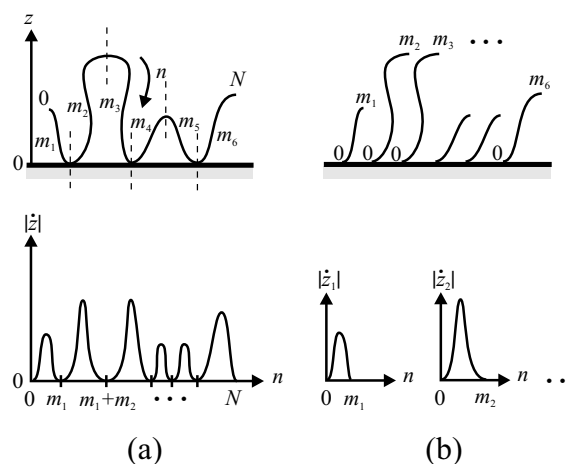 z
0
m₁
m₂
m₃
n
m₄
m₅
m₆
N
0
m₁
m₂
m₃
• • •
m₆
0
0
0
0
|ż|
0
0
m₁
m₁+m₂
• • •
N
n
|ż₁|
0
m₁
n
|ż₂|
0
m₂
n
• •
(a)
(b)